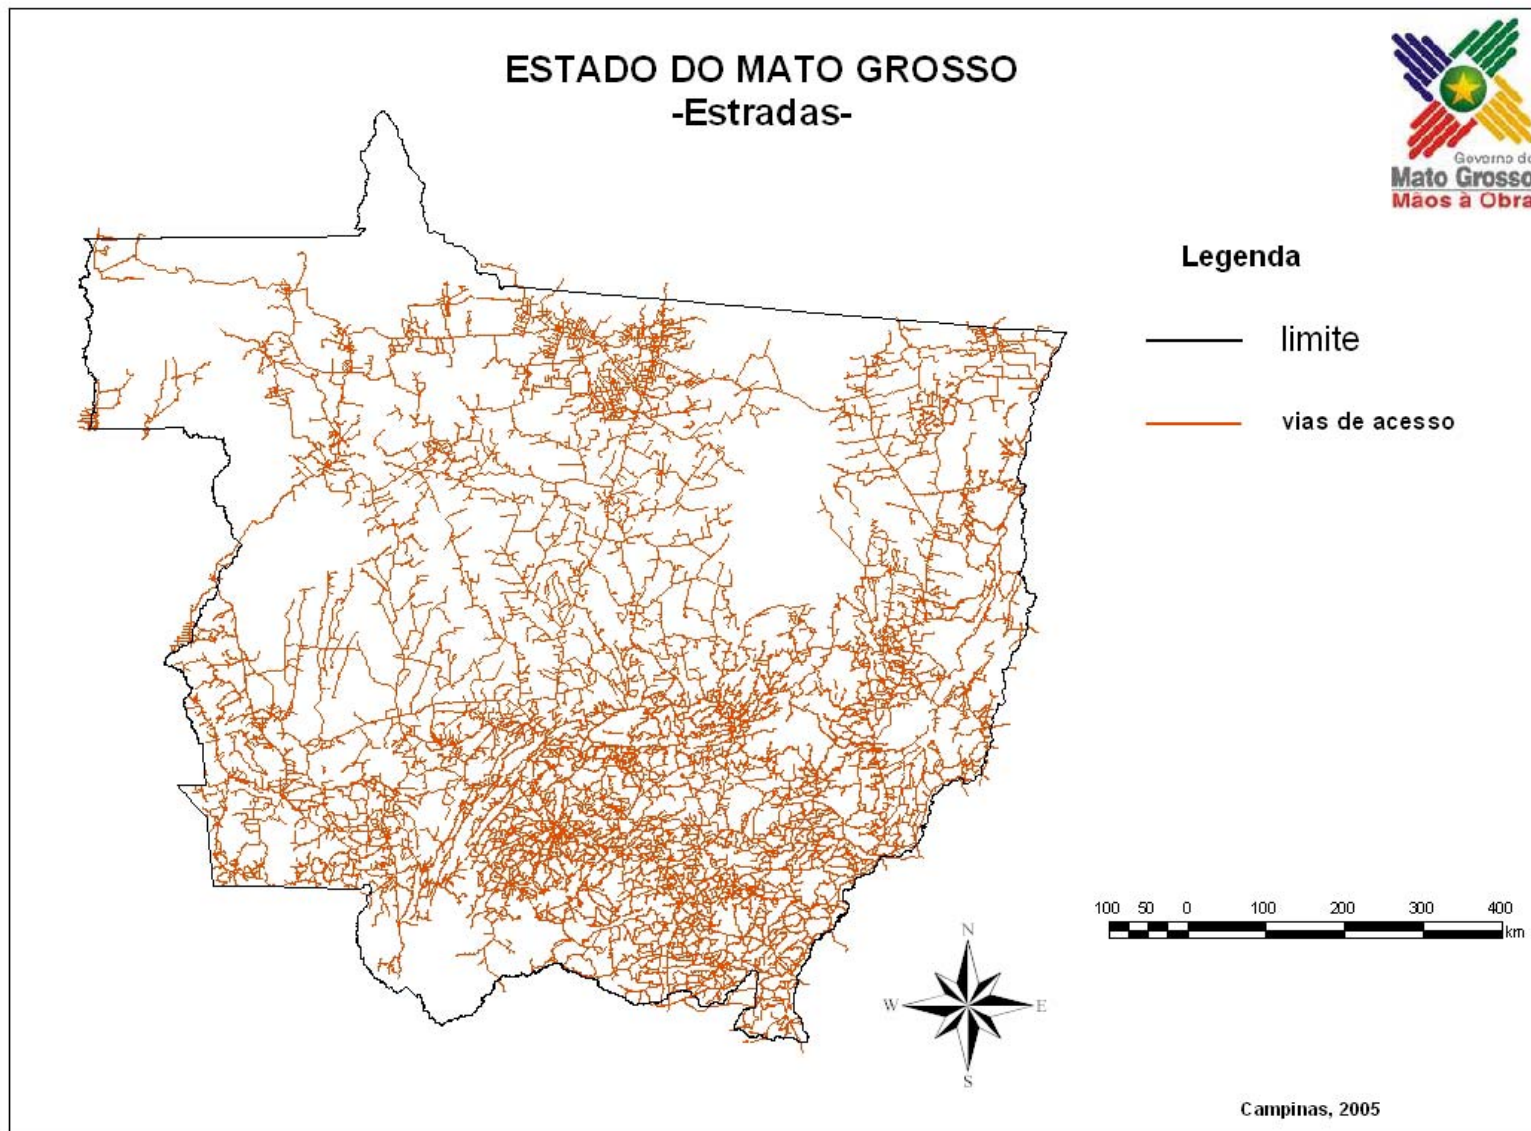 ESTADO DO MATO GROSSO
-Estradas-
Governo de
Mato Grosso
Mãos à Obra
Legenda
limite
vias de acesso
100 50 0 100 200 300 400
km
N
W E
S
Campinas, 2005